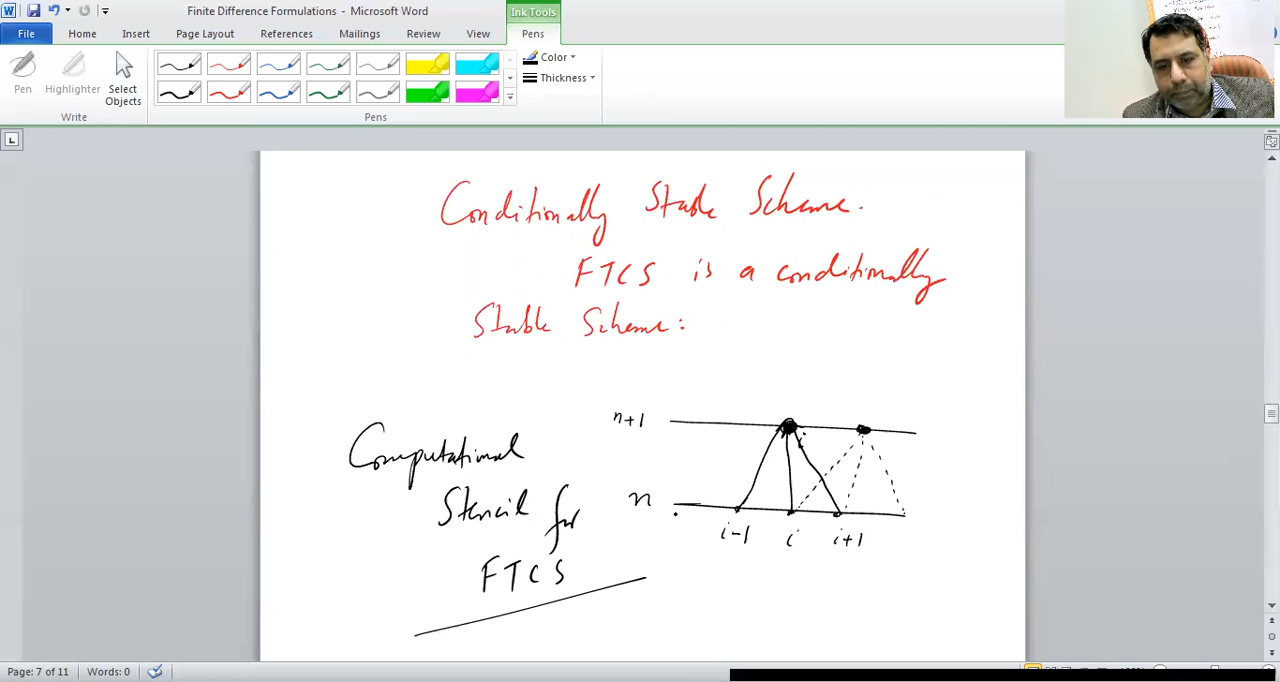 Finite Difference Formulations - Microsoft Word
Ink Tools
File Home Insert Page Layout References Mailings Review View Pens
Pen Highlighter Select Objects
Color
Thickness
Write Pens
Conditionally Stable Scheme.
FTCS is a conditionally
Stable Scheme:
n+1
i
Computational
Stencil for
FTCS
n
i-1 i i+1
Page: 7 of 11 Words: 0